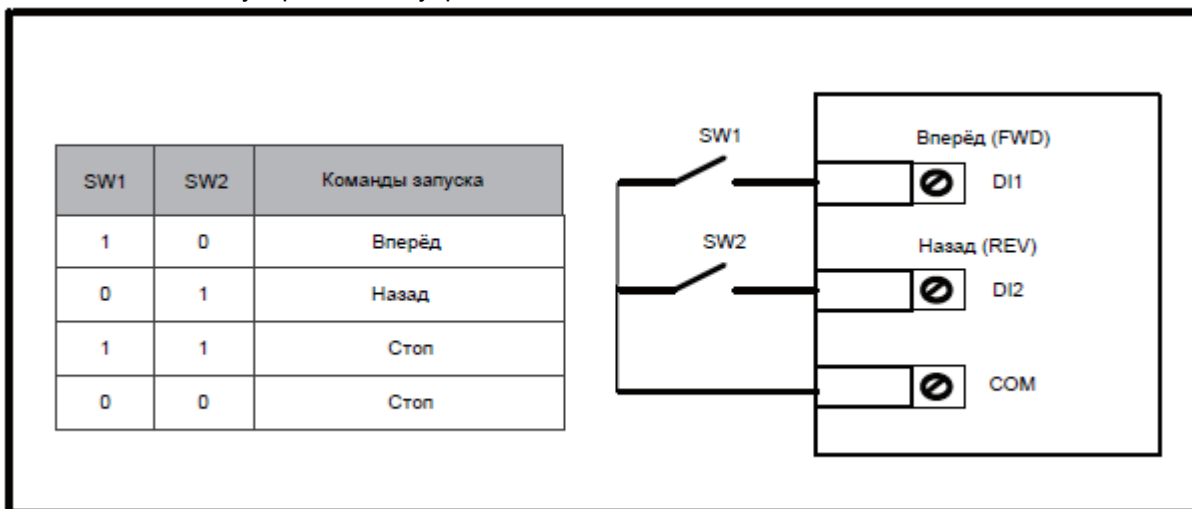 SW1 SW2 Команды запуска
1 0 Вперёд
0 1 Назад
1 1 Стоп
0 0 Стоп
SW1
Вперёд (FWD)
DI1
SW2
Назад (REV)
DI2
COM